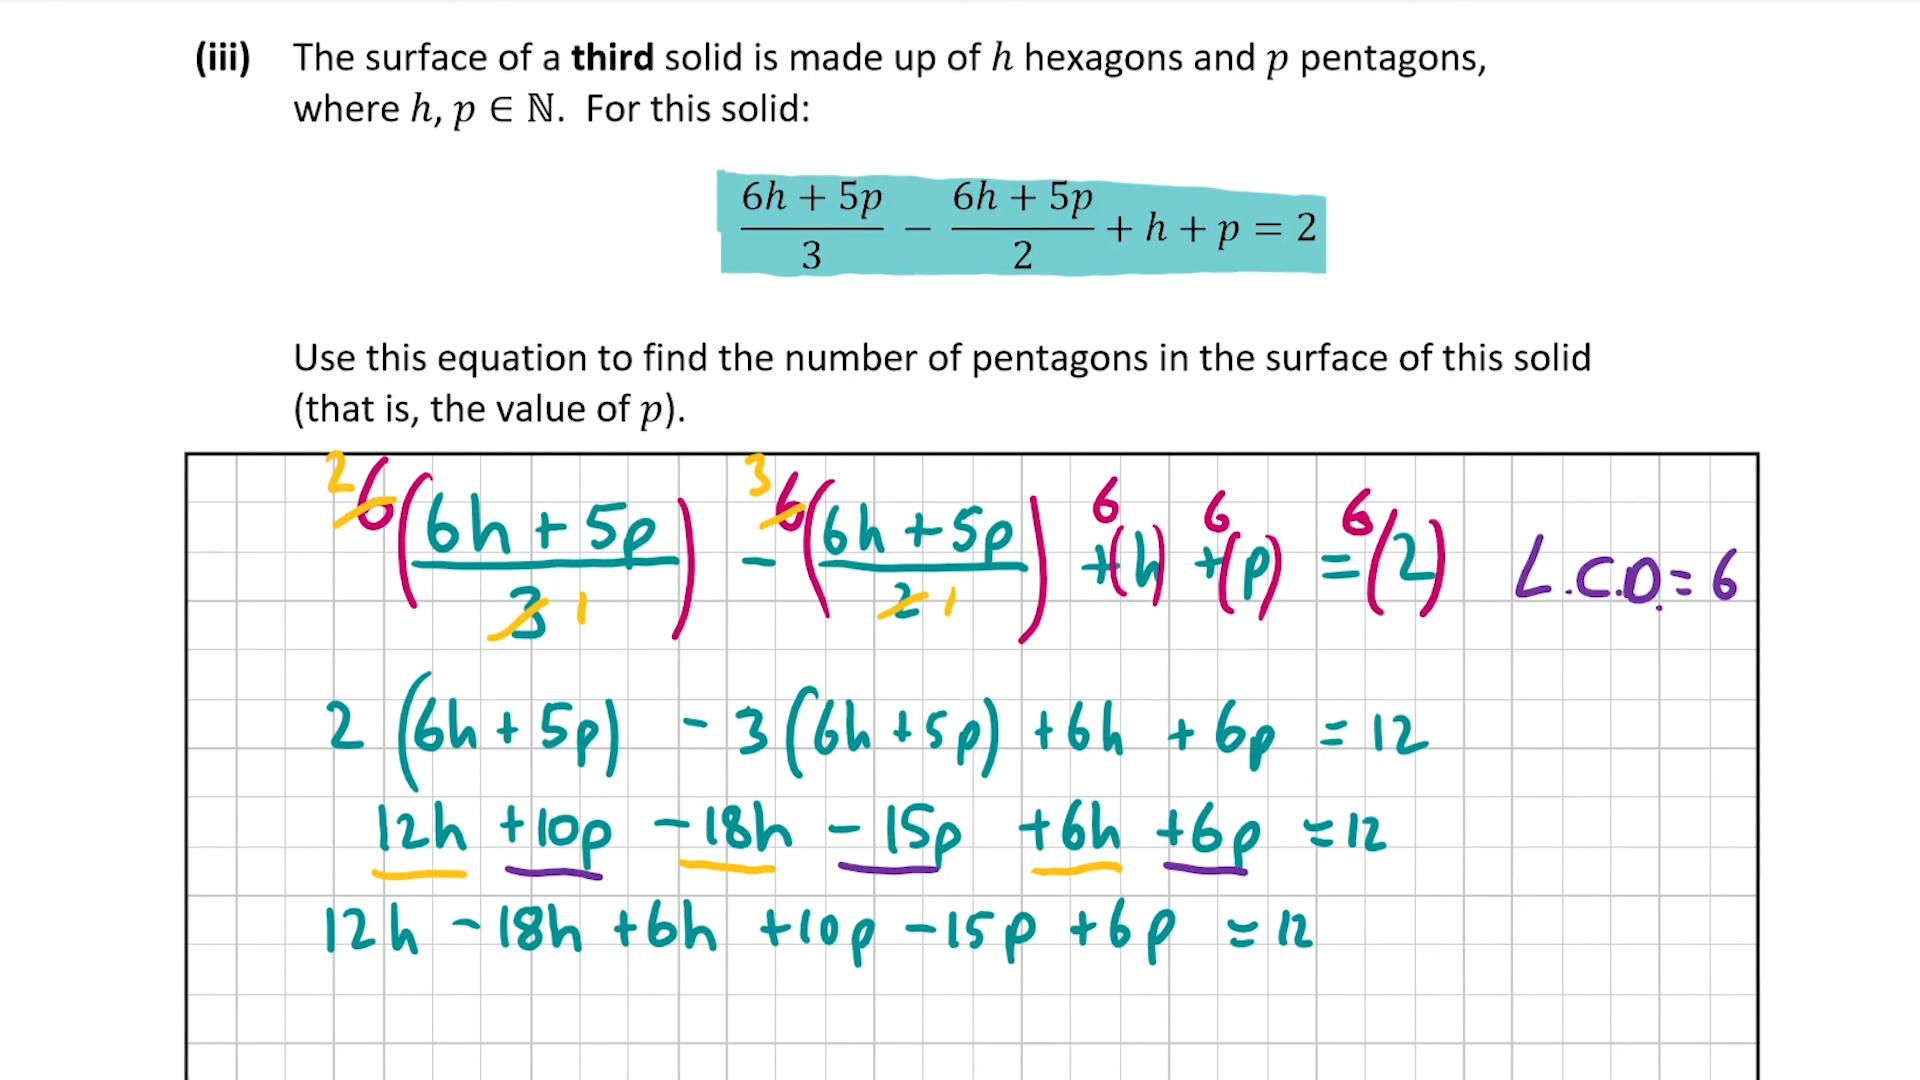 (iii) The surface of a third solid is made up of h hexagons and p pentagons,
where h, p ∈ ℕ. For this solid:
(6h + 5p)/3 − (6h + 5p)/2 + h + p = 2
Use this equation to find the number of pentagons in the surface of this solid
(that is, the value of p).
2 6((6h + 5p)/3 1) − 3 6((6h + 5p)/2 1) + 6(h) + 6(p) = 6(2) L.C.D. = 6
2 (6h + 5p) − 3 (6h + 5p) + 6h + 6p = 12
12h + 10p − 18h − 15p + 6h + 6p = 12
12h − 18h + 6h + 10p − 15p + 6p = 12